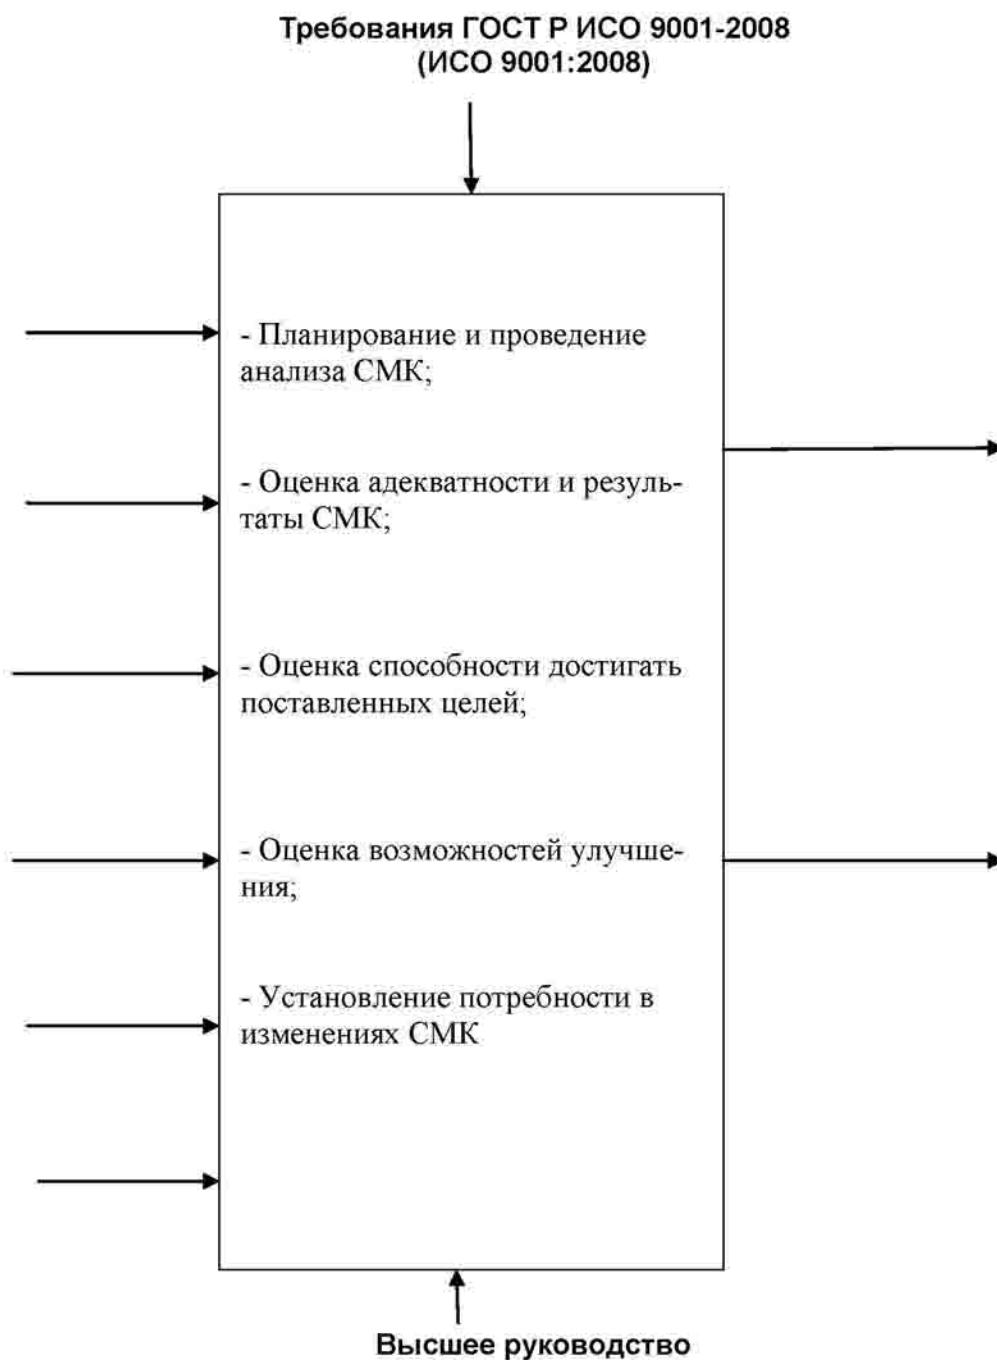 Требования ГОСТ Р ИСО 9001-2008
(ИСО 9001:2008)
- Планирование и проведение
анализа СМК;
- Оценка адекватности и резуль-
таты СМК;
- Оценка способности достигать
поставленных целей;
- Оценка возможностей улучше-
ния;
- Установление потребности в
изменениях СМК
Высшее руководство